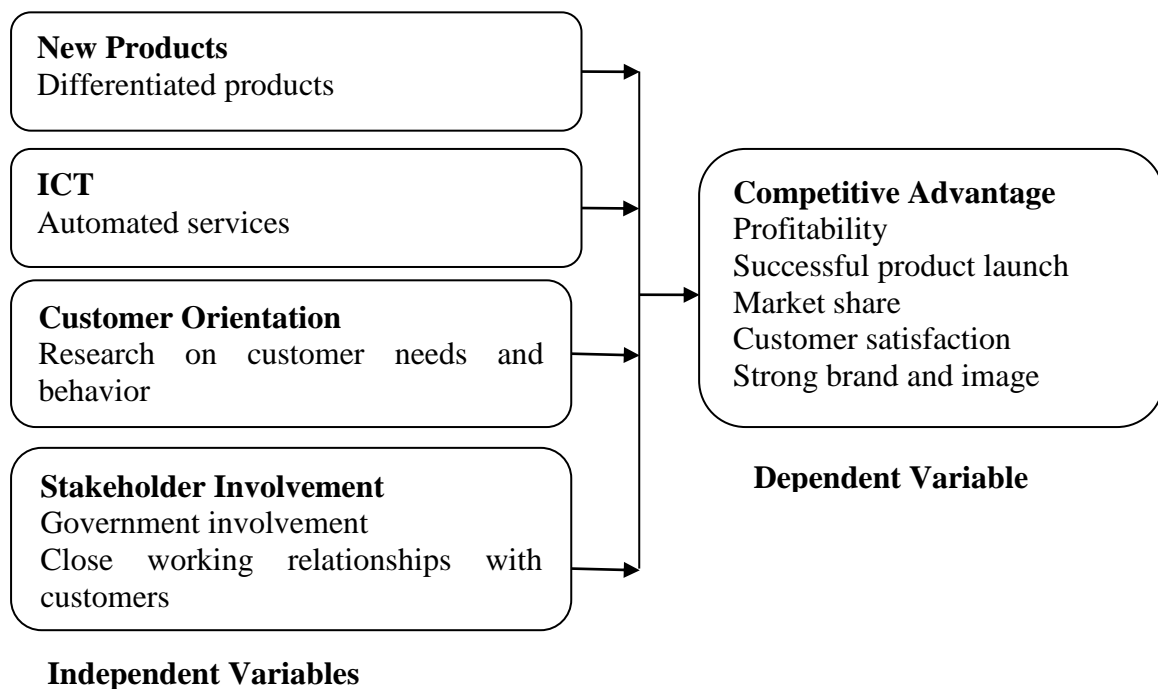 New Products
Differentiated products
ICT
Automated services
Customer Orientation
Research on customer needs and
behavior
Stakeholder Involvement
Government involvement
Close working relationships with
customers
Independent Variables
Competitive Advantage
Profitability
Successful product launch
Market share
Customer satisfaction
Strong brand and image
Dependent Variable